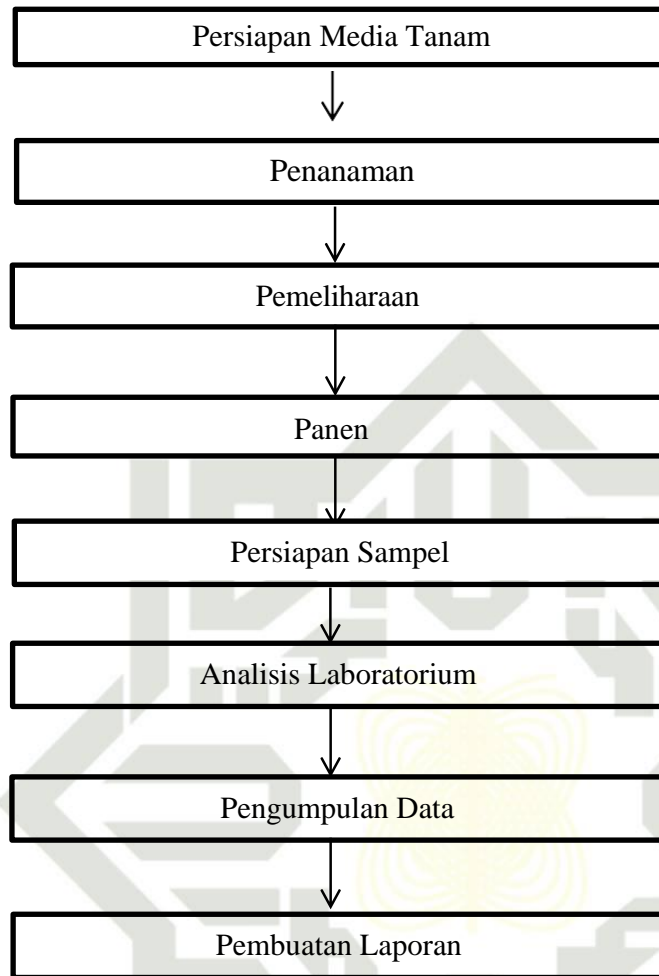 Persiapan Media Tanam
Penanaman
Pemeliharaan
Panen
Persiapan Sampel
Analisis Laboratorium
Pengumpulan Data
Pembuatan Laporan